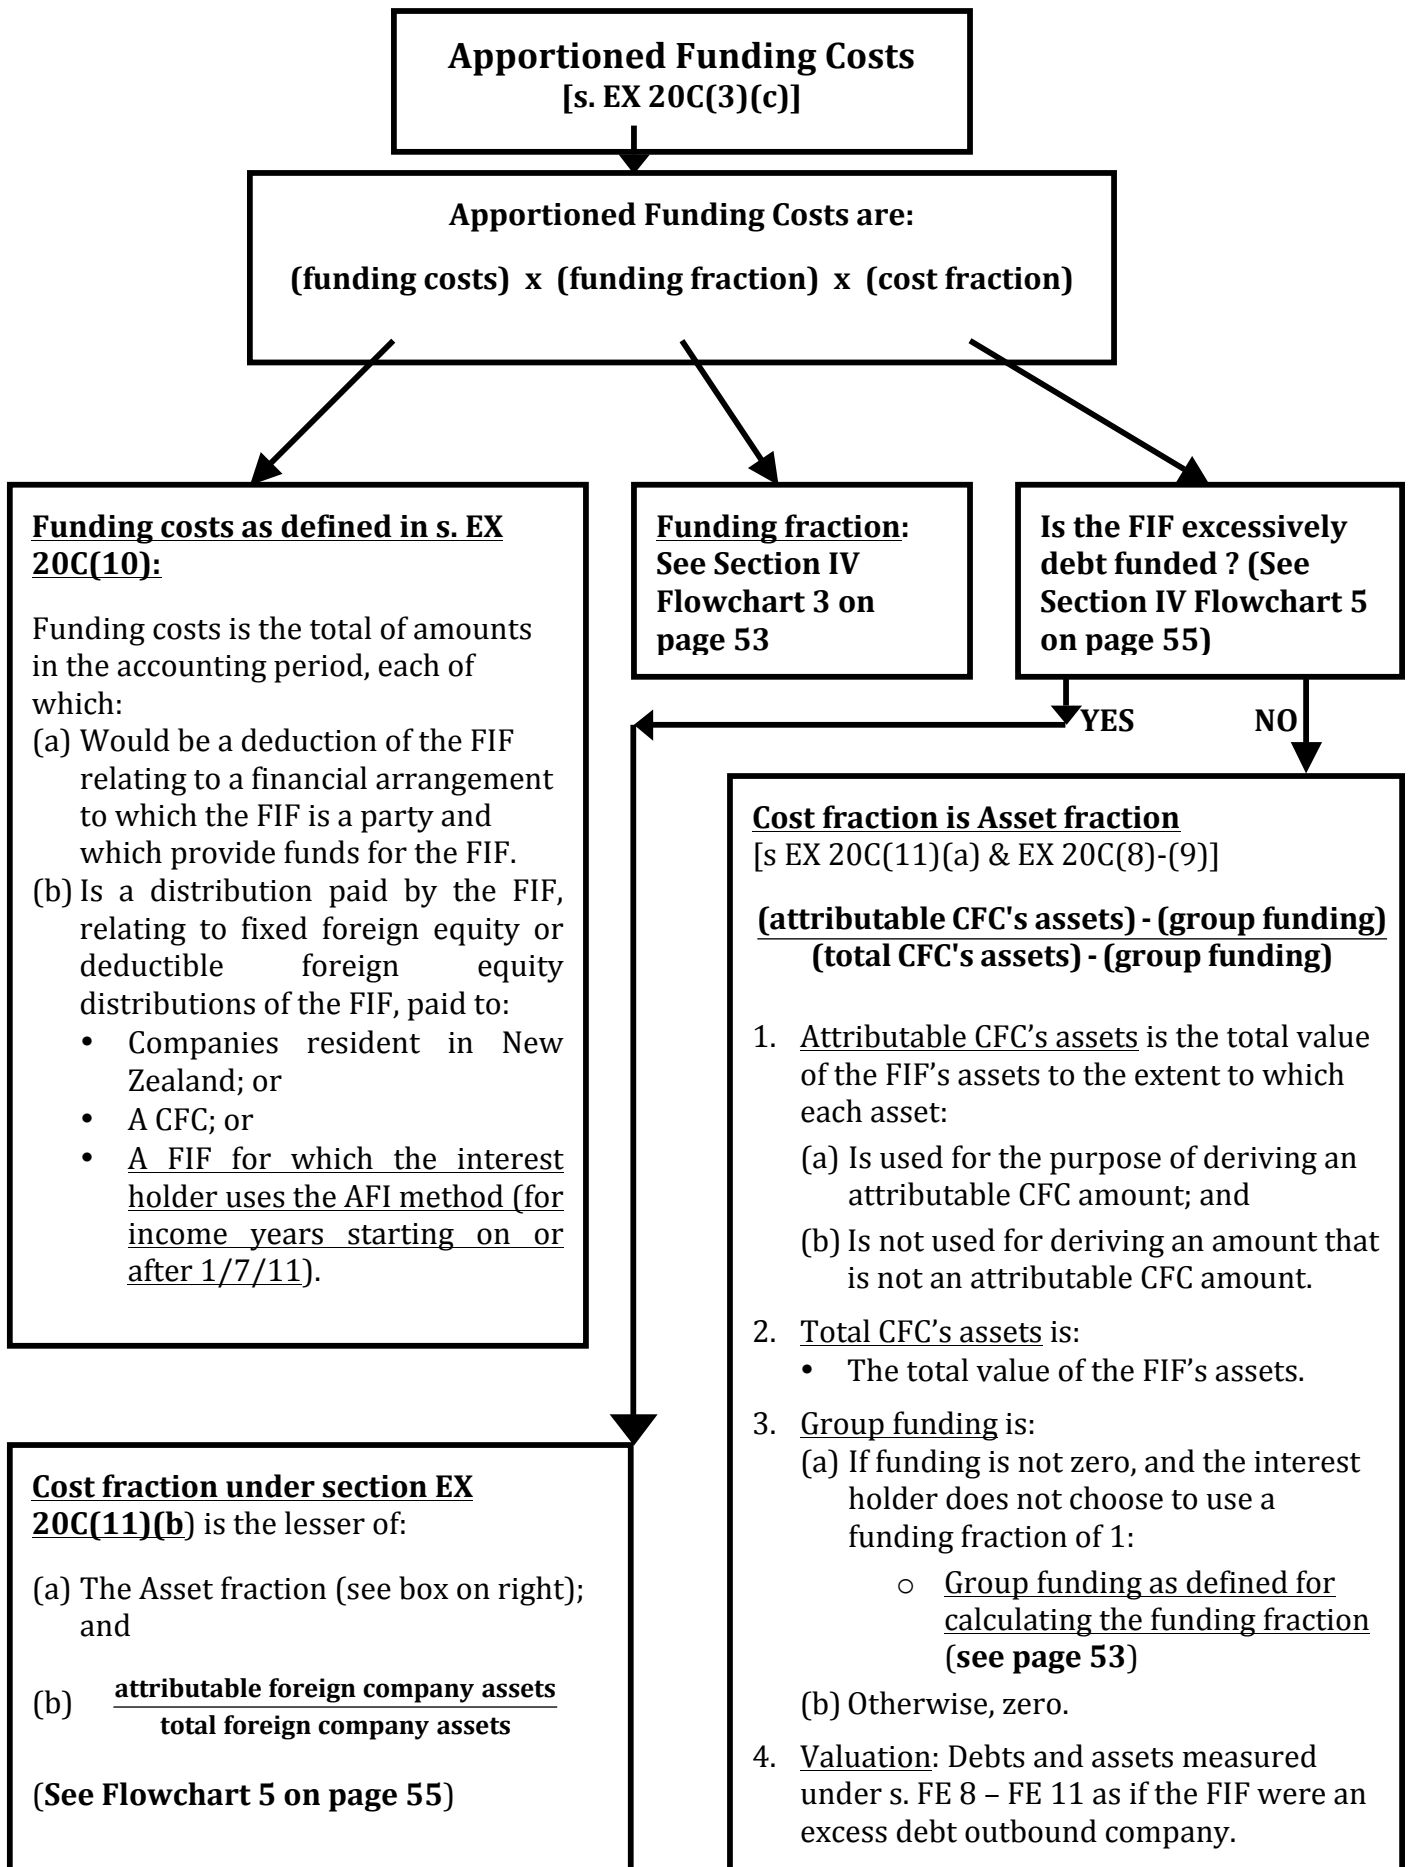 Apportioned Funding Costs
[s. EX 20C(3)(c)]
Apportioned Funding Costs are:
(funding costs) x (funding fraction) x (cost fraction)
Funding costs as defined in s. EX
20C(10):
Funding costs is the total of amounts
in the accounting period, each of
which:
(a) Would be a deduction of the FIF
relating to a financial arrangement
to which the FIF is a party and
which provide funds for the FIF.
(b) Is a distribution paid by the FIF,
relating to fixed foreign equity or
deductible foreign equity
distributions of the FIF, paid to:
• Companies resident in New
Zealand; or
• A CFC; or
• A FIF for which the interest
holder uses the AFI method (for
income years starting on or
after 1/7/11).
Funding fraction:
See Section IV
Flowchart 3 on
page 53
Is the FIF excessively
debt funded ? (See
Section IV Flowchart 5
on page 55)
YES
NO
Cost fraction is Asset fraction
[s EX 20C(11)(a) & EX 20C(8)-(9)]
(attributable CFC's assets) - (group funding)
(total CFC's assets) - (group funding)
1. Attributable CFC's assets is the total value
of the FIF's assets to the extent to which
each asset:
(a) Is used for the purpose of deriving an
attributable CFC amount; and
(b) Is not used for deriving an amount that
is not an attributable CFC amount.
2. Total CFC's assets is:
• The total value of the FIF's assets.
3. Group funding is:
(a) If funding is not zero, and the interest
holder does not choose to use a
funding fraction of 1:
o Group funding as defined for
calculating the funding fraction
(see page 53)
(b) Otherwise, zero.
4. Valuation: Debts and assets measured
under s. FE 8 – FE 11 as if the FIF were an
excess debt outbound company.
Cost fraction under section EX
20C(11)(b) is the lesser of:
(a) The Asset fraction (see box on right);
and
(b) attributable foreign company assets
total foreign company assets
(See Flowchart 5 on page 55)